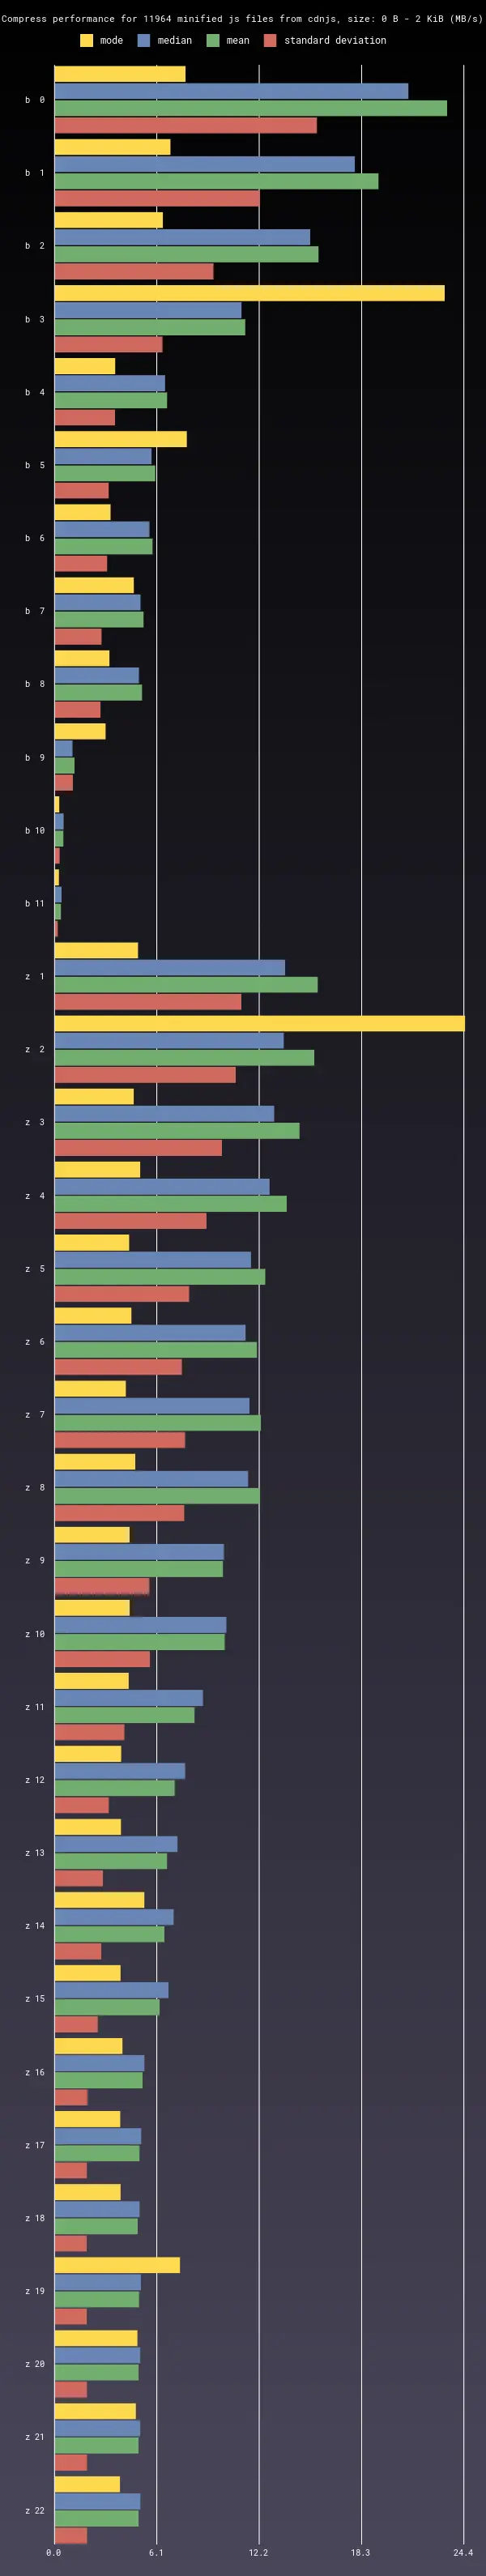 Compress performance for 11964 minified js files from cdnjs, size: 0 B - 2 KiB (MB/s)
mode median mean standard deviation
b 0
b 1
b 2
b 3
b 4
b 5
b 6
b 7
b 8
b 9
b 10
b 11
z 1
z 2
z 3
z 4
z 5
z 6
z 7
z 8
z 9
z 10
z 11
z 12
z 13
z 14
z 15
z 16
z 17
z 18
z 19
z 20
z 21
z 22
0.0 6.1 12.2 18.3 24.4